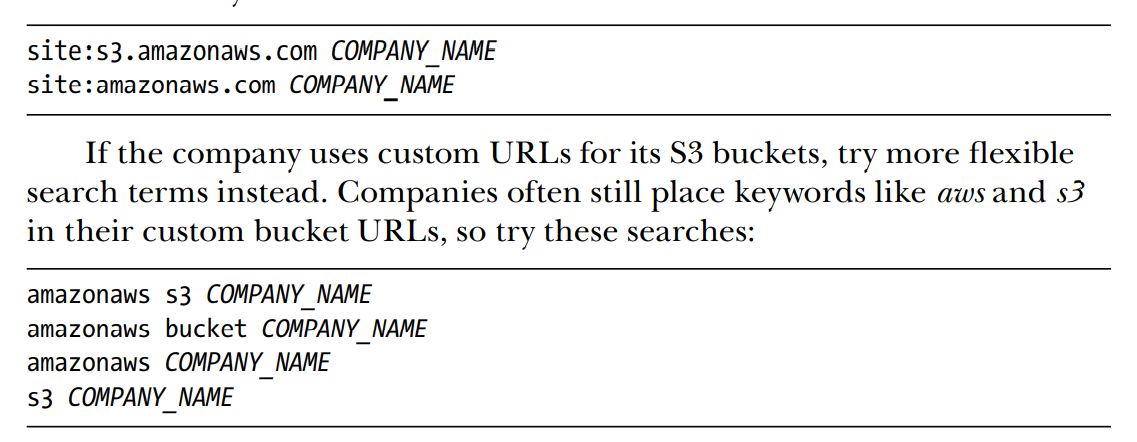 site:s3.amazonaws.com COMPANY_NAME
site:amazonaws.com COMPANY_NAME
If the company uses custom URLs for its S3 buckets, try more flexible
search terms instead. Companies often still place keywords like aws and s3
in their custom bucket URLs, so try these searches:
amazonaws s3 COMPANY_NAME
amazonaws bucket COMPANY_NAME
amazonaws COMPANY_NAME
s3 COMPANY_NAME